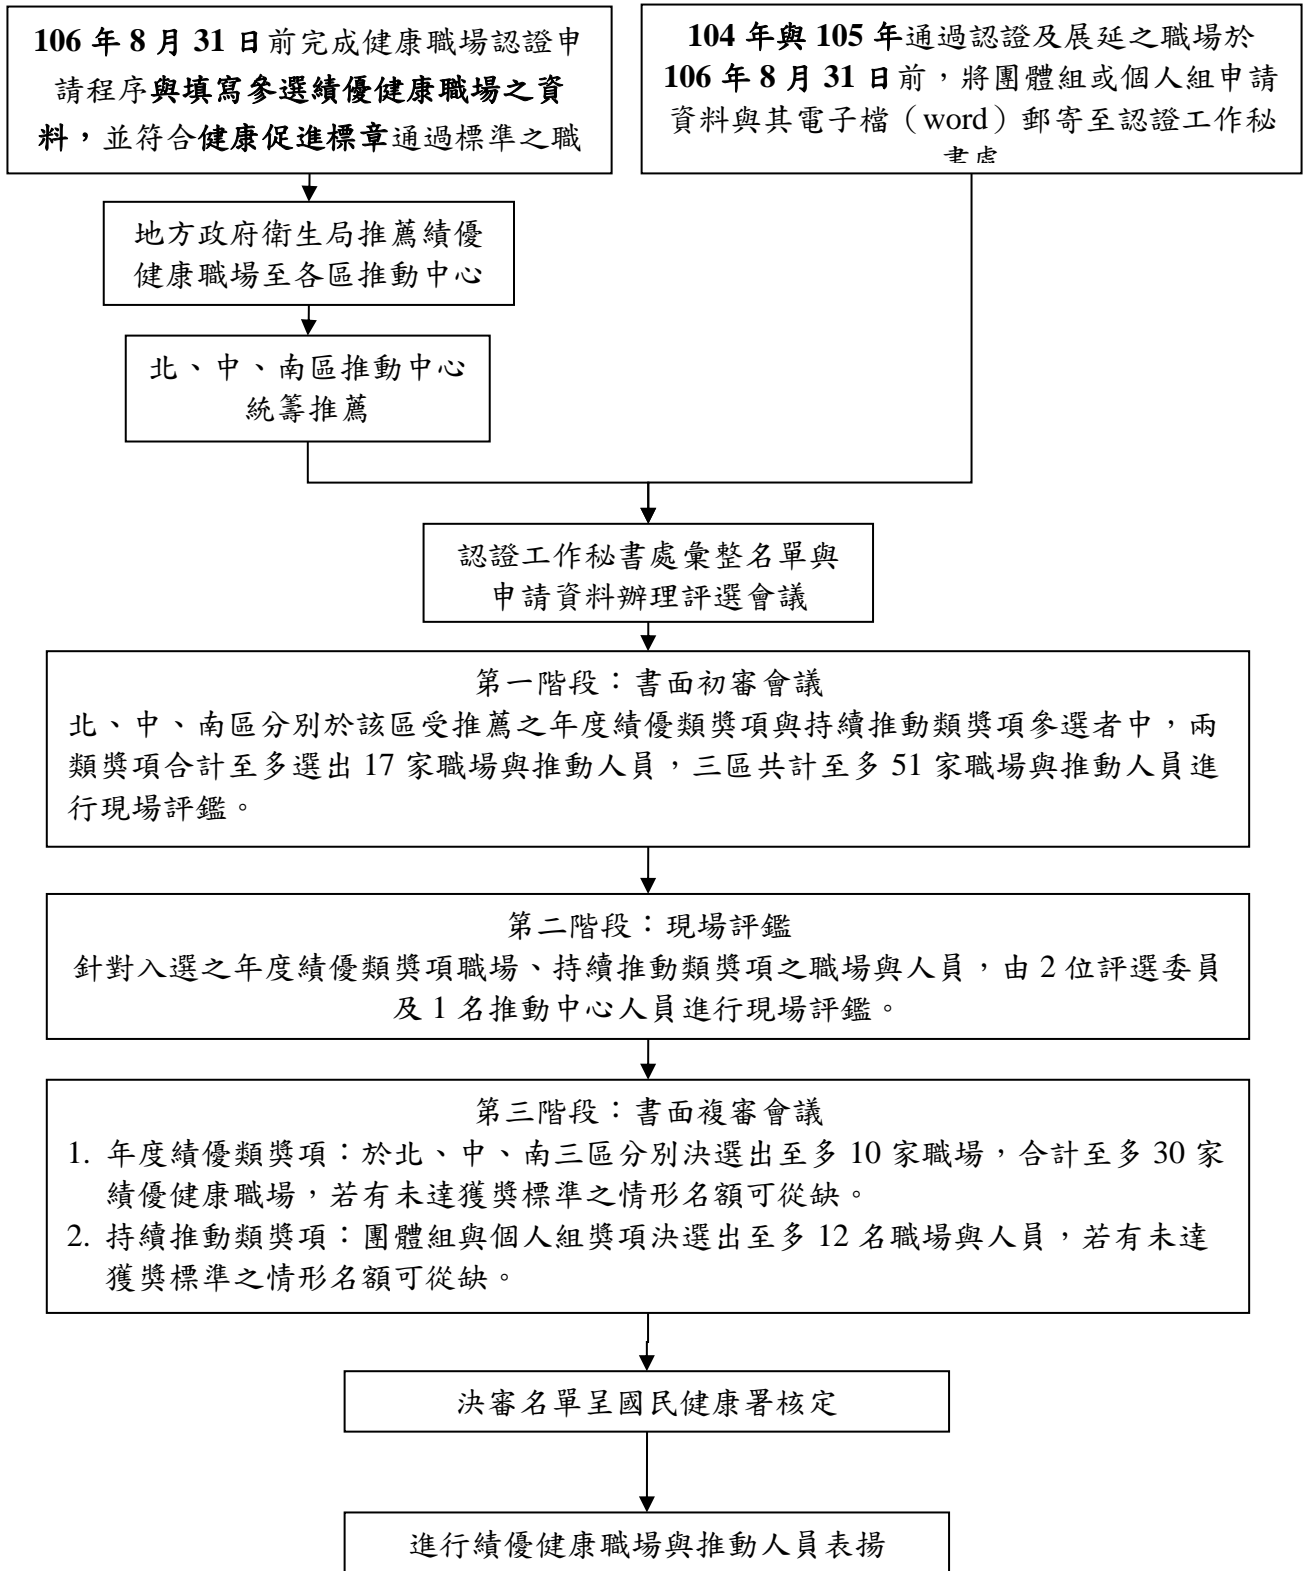 106 年 8 月 31 日前完成健康職場認證申
請程序與填寫參選績優健康職場之資
料，並符合健康促進標章通過標準之職
104 年與 105 年通過認證及展延之職場於
106 年 8 月 31 日前，將團體組或個人組申請
資料與其電子檔（word）郵寄至認證工作秘
書處
地方政府衛生局推薦績優
健康職場至各區推動中心
北、中、南區推動中心
統籌推薦
認證工作秘書處彙整名單與
申請資料辦理評選會議
第一階段：書面初審會議
北、中、南區分別於該區受推薦之年度績優類獎項與持續推動類獎項參選者中，兩
類獎項合計至多選出 17 家職場與推動人員，三區共計至多 51 家職場與推動人員進
行現場評鑑。
第二階段：現場評鑑
針對入選之年度績優類獎項職場、持續推動類獎項之職場與人員，由 2 位評選委員
及 1 名推動中心人員進行現場評鑑。
第三階段：書面複審會議
1. 年度績優類獎項：於北、中、南三區分別決選出至多 10 家職場，合計至多 30 家
績優健康職場，若有未達獲獎標準之情形名額可從缺。
2. 持續推動類獎項：團體組與個人組獎項決選出至多 12 名職場與人員，若有未達
獲獎標準之情形名額可從缺。
決審名單呈國民健康署核定
進行績優健康職場與推動人員表揚